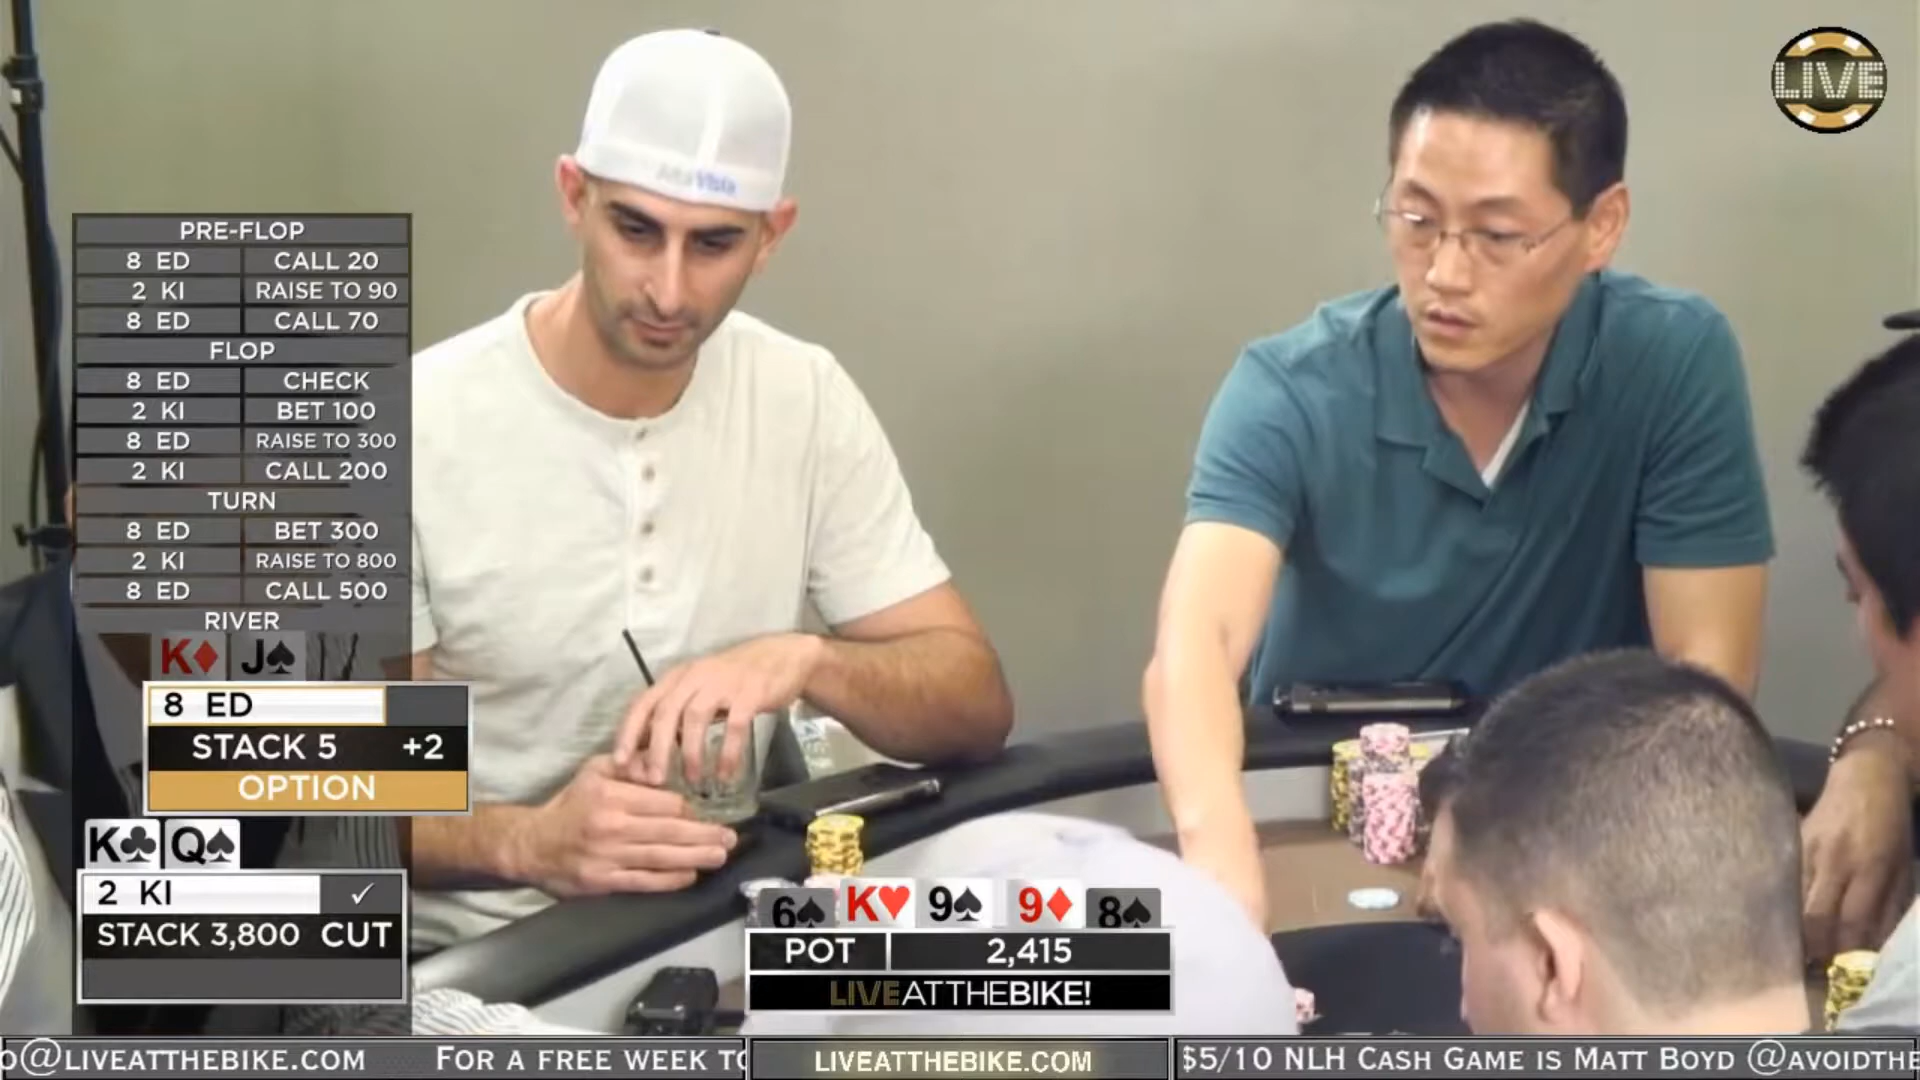 LIVE
AltaVista
PRE-FLOP
8 ED CALL 20
2 KI RAISE TO 90
8 ED CALL 70
FLOP
8 ED CHECK
2 KI BET 100
8 ED RAISE TO 300
2 KI CALL 200
TURN
8 ED BET 300
2 KI RAISE TO 800
8 ED CALL 500
RIVER
K♦ J♠
8 ED
STACK 5 +2
OPTION
K♣ Q♠
2 KI ✓
STACK 3,800 CUT
6♠ K♥ 9♠ 9♦ 8♠
POT 2,415
LIVEATTHEBIKE!
O@LIVEATTHEBIKE.COM FOR A FREE WEEK TO
LIVEATTHEBIKE.COM
$5/10 NLH CASH GAME IS MATT BOYD @AVOIDTHE